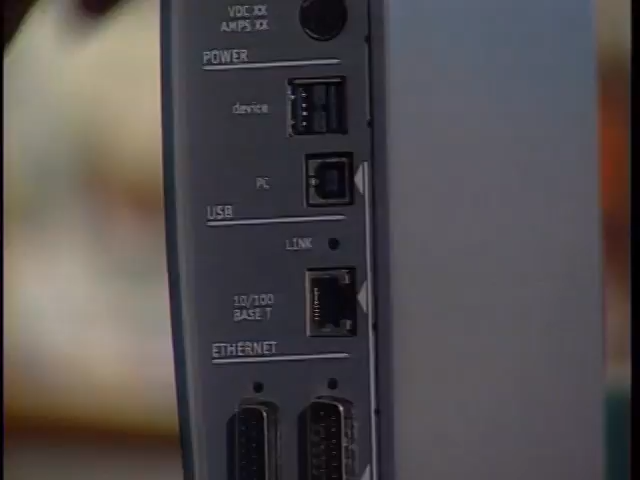 VDC XX
AMPS XX
POWER
device
PC
USB
LINK
10/100
BASE T
ETHERNET